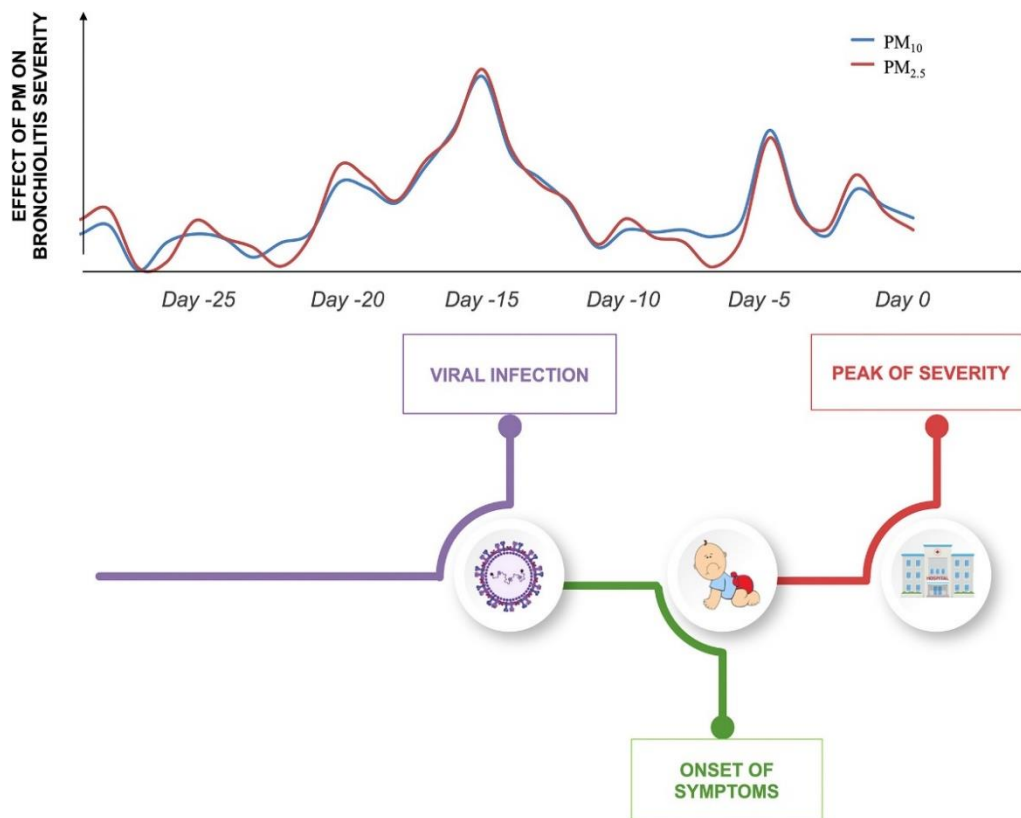 EFFECT OF PM ON
BRONCHIOLITIS SEVERITY
PM₁₀
PM₂.₅
Day -25
Day -20
Day -15
Day -10
Day -5
Day 0
VIRAL INFECTION
PEAK OF SEVERITY
HOSPITAL
ONSET OF
SYMPTOMS